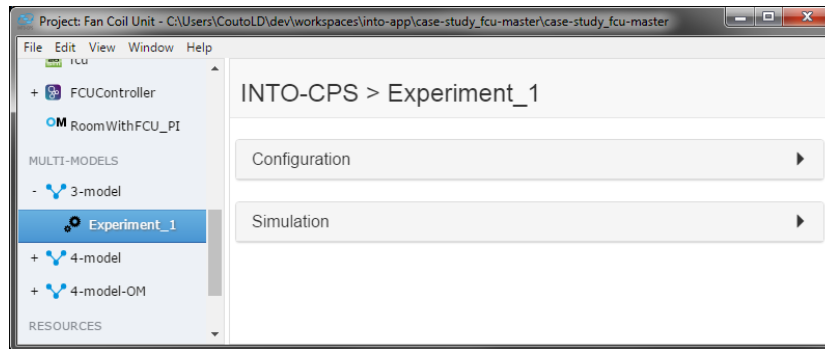 Project: Fan Coil Unit - C:\Users\CoutoLD\dev\workspaces\into-app\case-study_fcu-master\case-study_fcu-master
File Edit View Window Help
fcu
+ FCUController
OM RoomWithFCU_PI
MULTI-MODELS
- 3-model
Experiment_1
+ 4-model
+ 4-model-OM
RESOURCES
INTO-CPS > Experiment_1
Configuration
Simulation